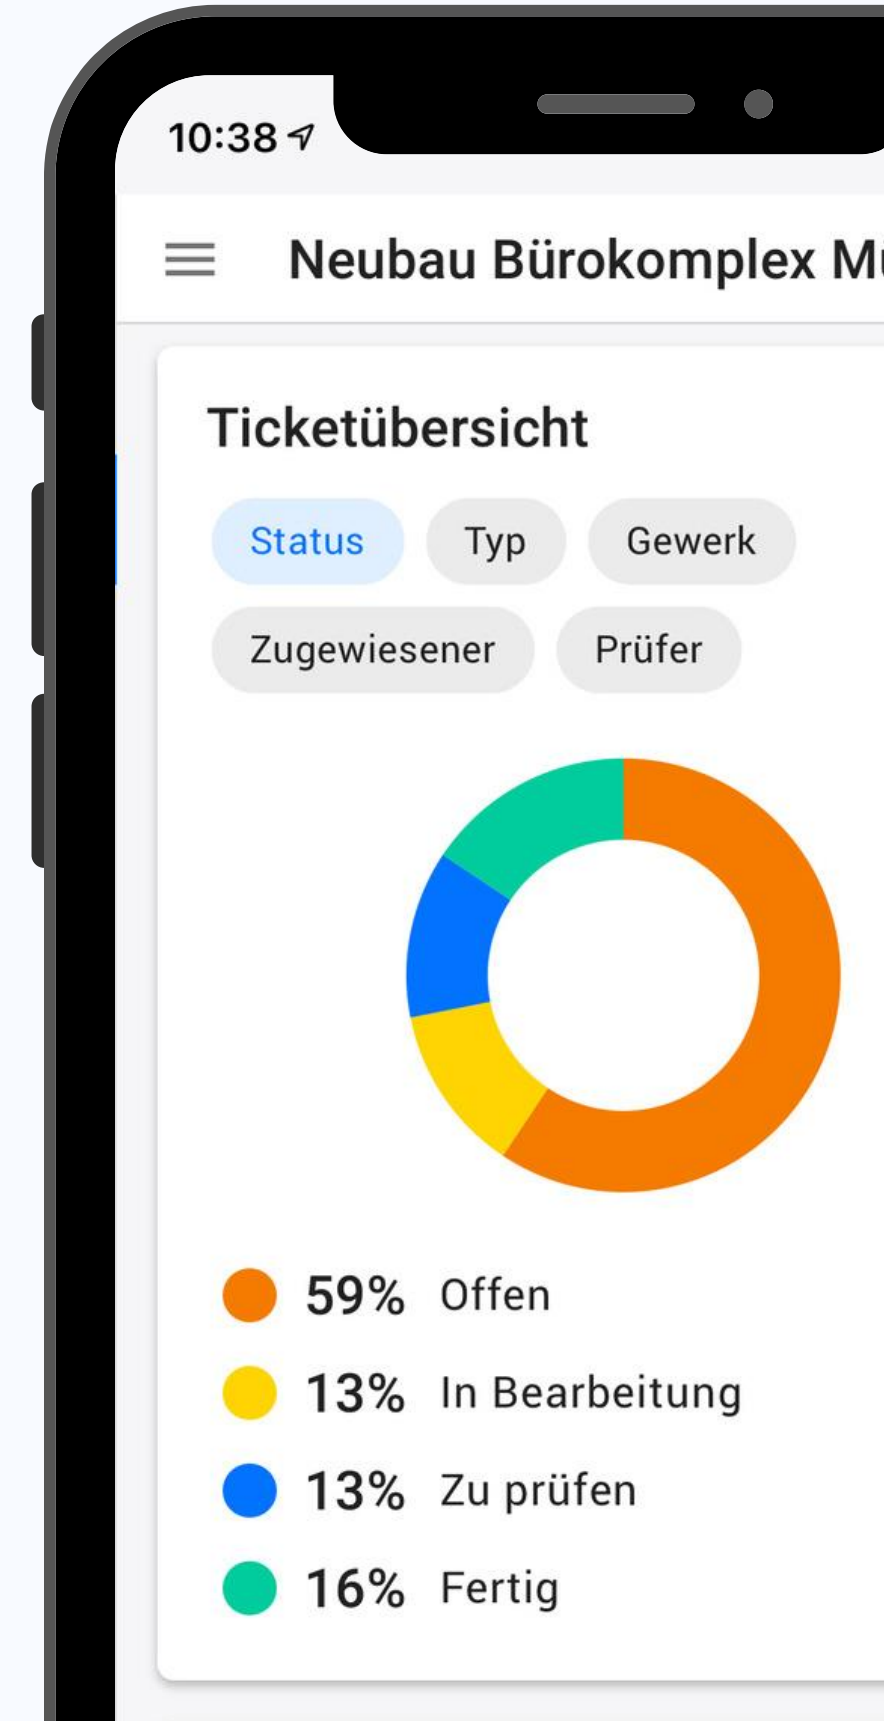 10:38
Neubau Bürokomplex
Ticketübersicht
Status Typ Gewerk
Zugewiesener Prüfer
59% Offen
13% In Bearbeitung
13% Zu prüfen
16% Fertig